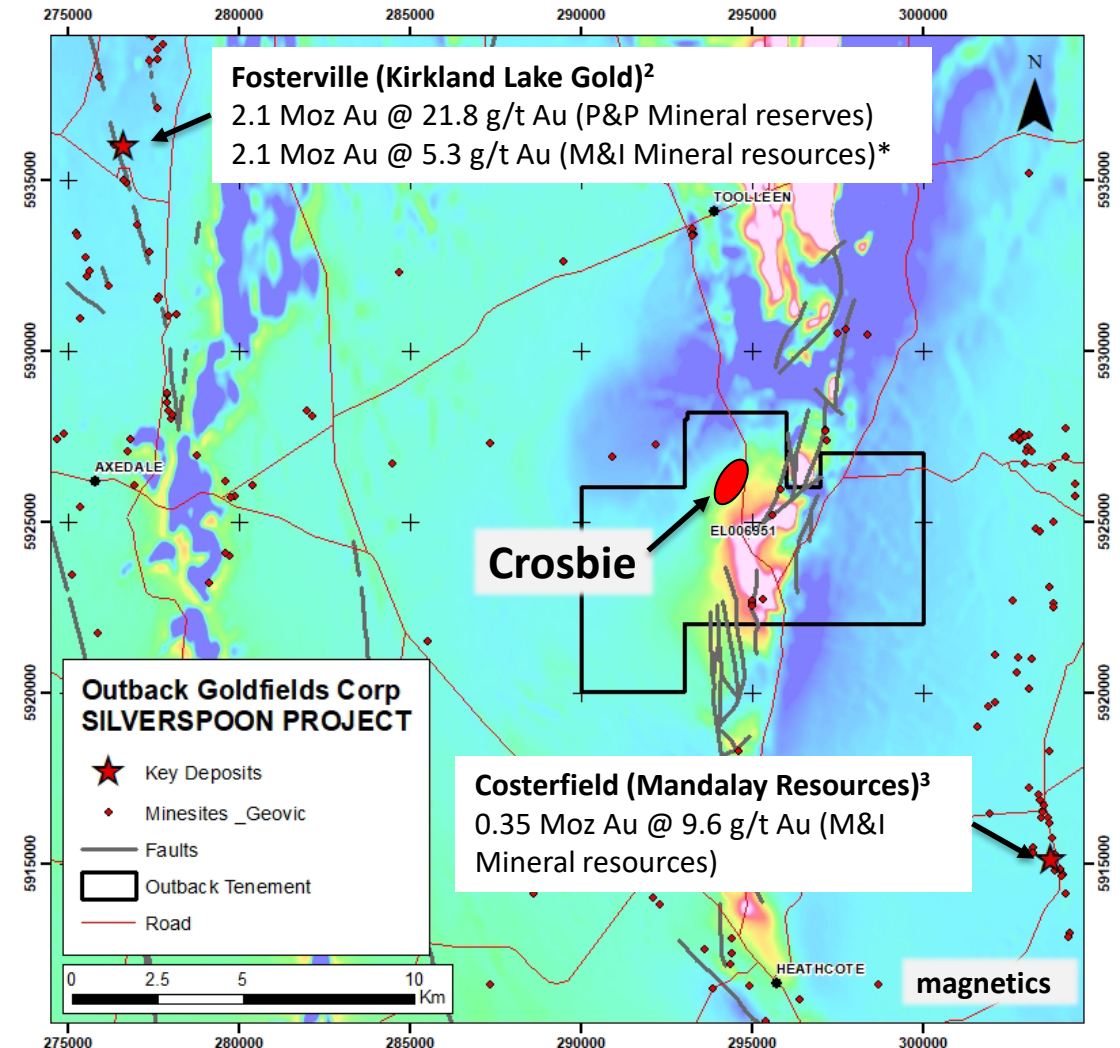 275000 280000 285000 290000 295000 300000
N
Fosterville (Kirkland Lake Gold)²
2.1 Moz Au @ 21.8 g/t Au (P&P Mineral reserves)
2.1 Moz Au @ 5.3 g/t Au (M&I Mineral resources)*
5935000 5935000
TOOLLEEN
5930000 5930000
AXEDALE
5925000 5925000
EL006951
Crosbie
5920000 5920000
Outback Goldfields Corp
SILVERSPOON PROJECT
Key Deposits
Minesites _Geovic
Faults
Outback Tenement
Road
Costerfield (Mandalay Resources)³
0.35 Moz Au @ 9.6 g/t Au (M&I
Mineral resources)
5915000 5915000
HEATHCOTE
magnetics
0 2.5 5 10
Km
275000 280000 285000 290000 295000 300000